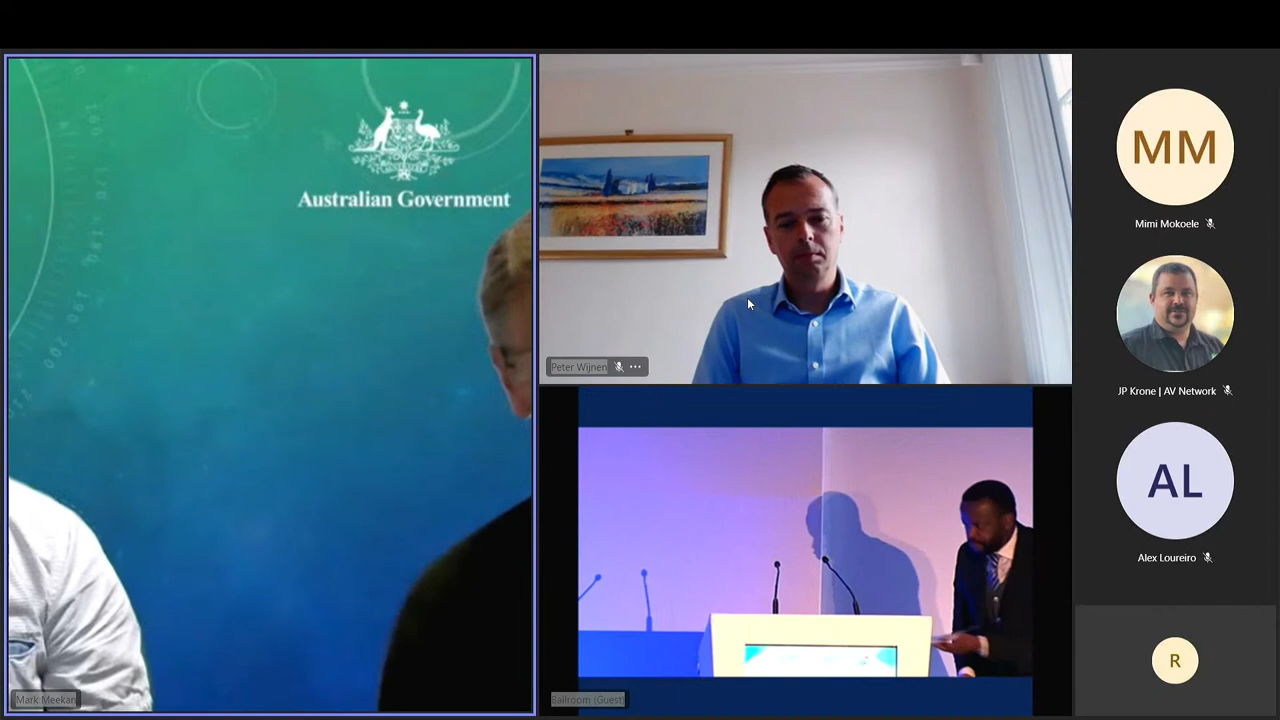 Australian Government
Mark Meekan
Peter Wijnen
Ballroom (Guest)
MM
Mimi Mokoele
JP Krone | AV Network
AL
Alex Loureiro
R